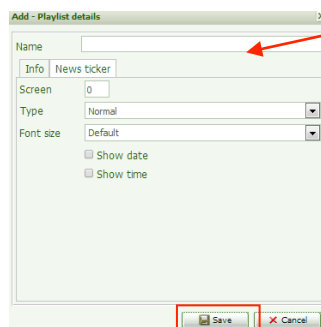 Add - Playlist details
Name
Info News ticker
Screen 0
Type Normal
Font size Default
Show date
Show time
Save Cancel